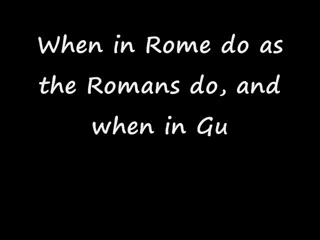 When in Rome do as
the Romans do, and
when in Gu